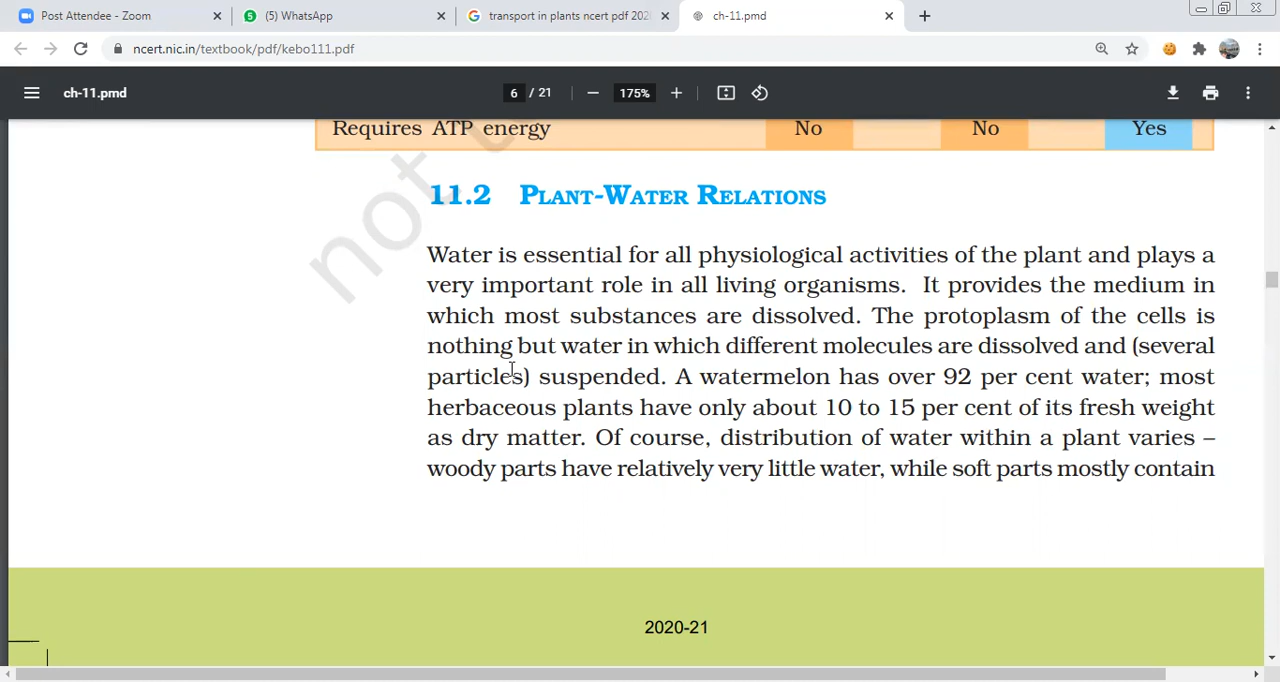 Post Attendee - Zoom
(5) WhatsApp
transport in plants ncert pdf 202
ch-11.pmd
ncert.nic.in/textbook/pdf/kebo111.pdf
ch-11.pmd
6 / 21
175%
Requires ATP energy No No Yes
not
11.2 PLANT-WATER RELATIONS
Water is essential for all physiological activities of the plant and plays a
very important role in all living organisms. It provides the medium in
which most substances are dissolved. The protoplasm of the cells is
nothing but water in which different molecules are dissolved and (several
particles) suspended. A watermelon has over 92 per cent water; most
herbaceous plants have only about 10 to 15 per cent of its fresh weight
as dry matter. Of course, distribution of water within a plant varies –
woody parts have relatively very little water, while soft parts mostly contain
2020-21